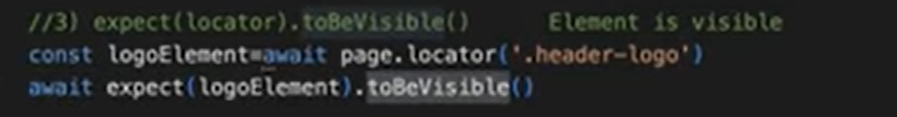 //3) expect(locator).toBeVisible()      Element is visible
const logoElement=await page.locator('.header-logo')
await expect(logoElement).toBeVisible()